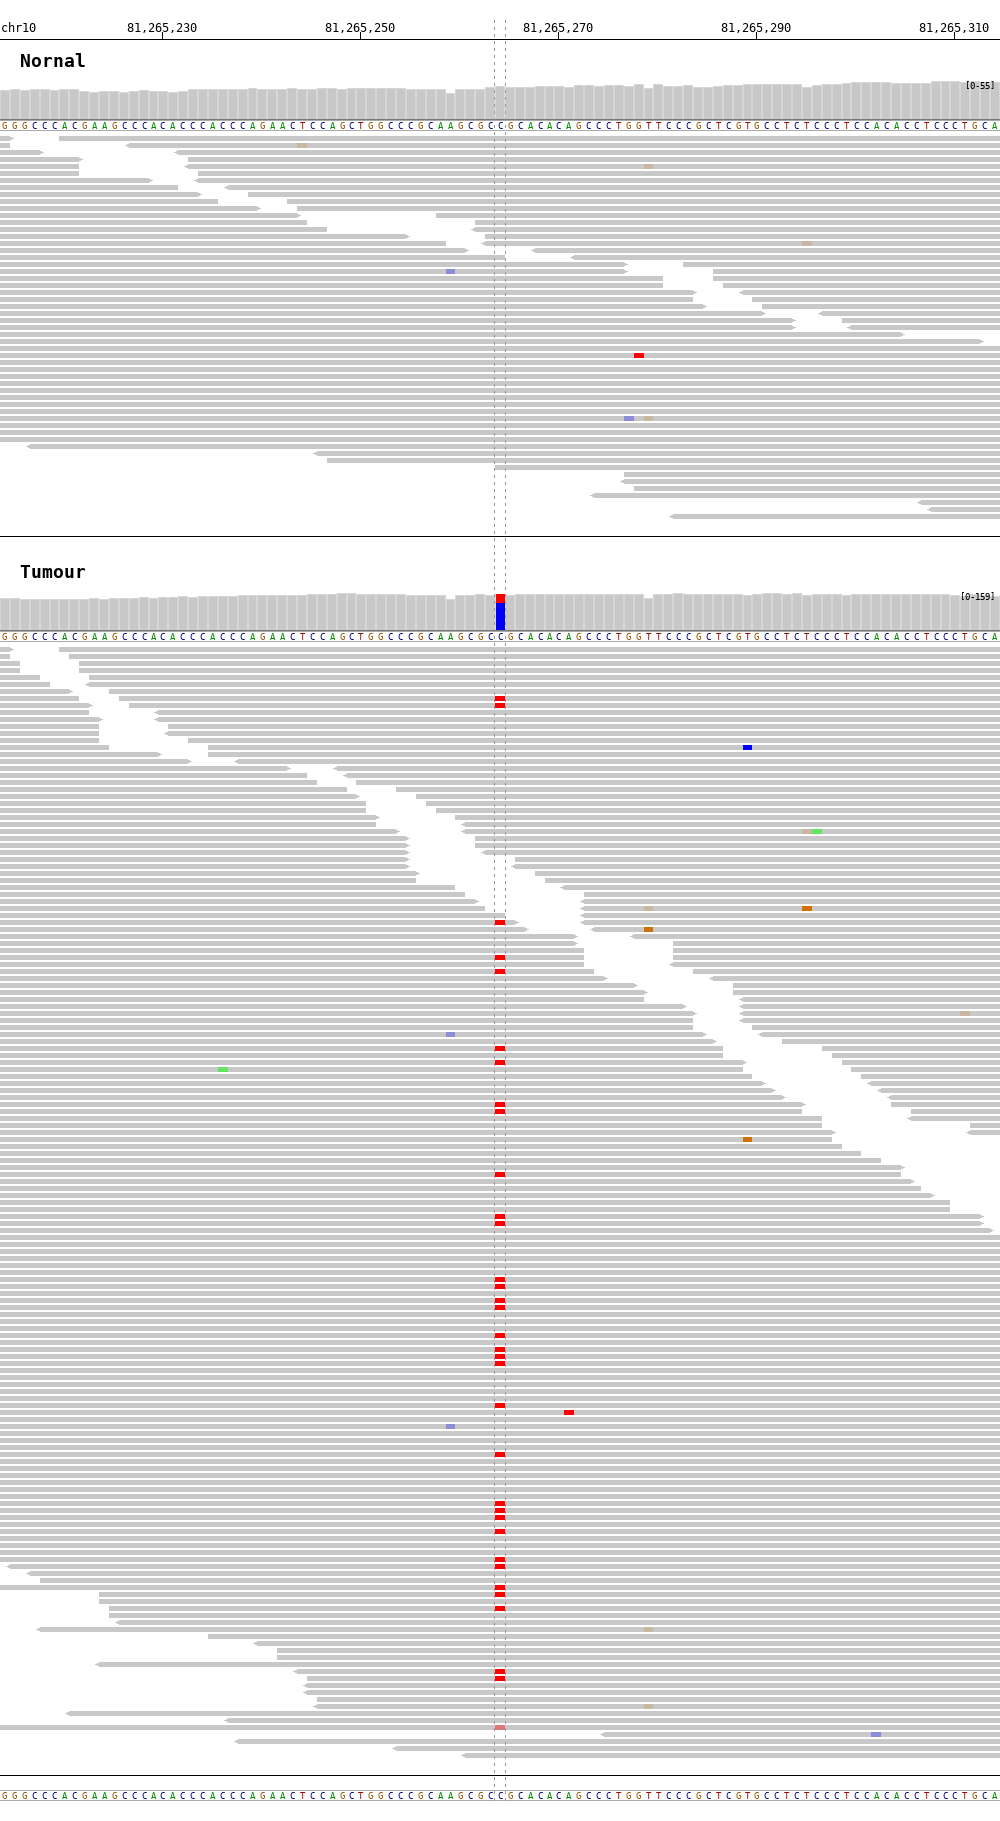 chr10 81,265,230 81,265,250 81,265,270 81,265,290 81,265,310
Nornal
[0-55]
GGGCCCACGAAGCCCACACCCACCCAGAACTCCAGCTGGCCCGCAAGCGCCGCACACAGCCCTGGTTCCCGCTCGTGCCTCTCCCTCCACACCTCCCTGCA
Tumour
[0-159]
GGGCCCACGAAGCCCACACCCACCCAGAACTCCAGCTGGCCCGCAAGCGCCGCACACAGCCCTGGTTCCCGCTCGTGCCTCTCCCTCCACACCTCCCTGCA
GGGCCCACGAAGCCCACACCCACCCAGAACTCCAGCTGGCCCGCAAGCGCCGCACACAGCCCTGGTTCCCGCTCGTGCCTCTCCCTCCACACCTCCCTGCA